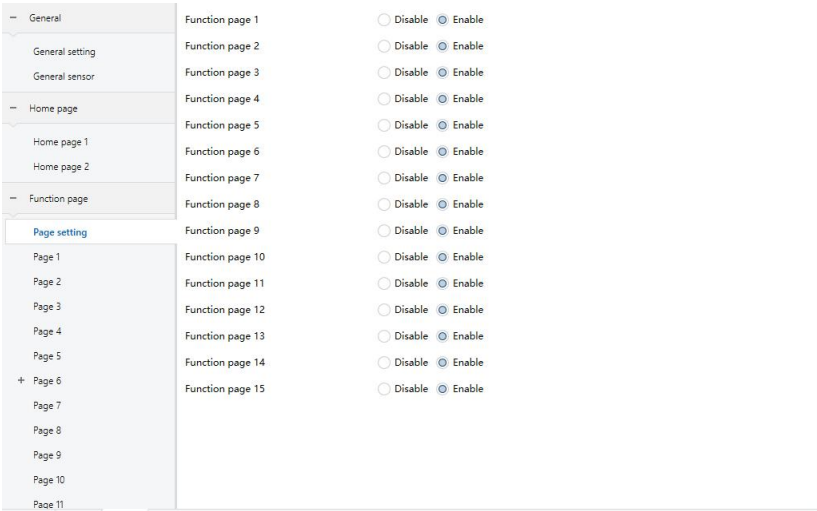 General
General setting
General sensor
Home page
Home page 1
Home page 2
Function page
Page setting
Page 1
Page 2
Page 3
Page 4
Page 5
Page 6
Page 7
Page 8
Page 9
Page 10
Page 11
Function page 1 Disable Enable
Function page 2 Disable Enable
Function page 3 Disable Enable
Function page 4 Disable Enable
Function page 5 Disable Enable
Function page 6 Disable Enable
Function page 7 Disable Enable
Function page 8 Disable Enable
Function page 9 Disable Enable
Function page 10 Disable Enable
Function page 11 Disable Enable
Function page 12 Disable Enable
Function page 13 Disable Enable
Function page 14 Disable Enable
Function page 15 Disable Enable